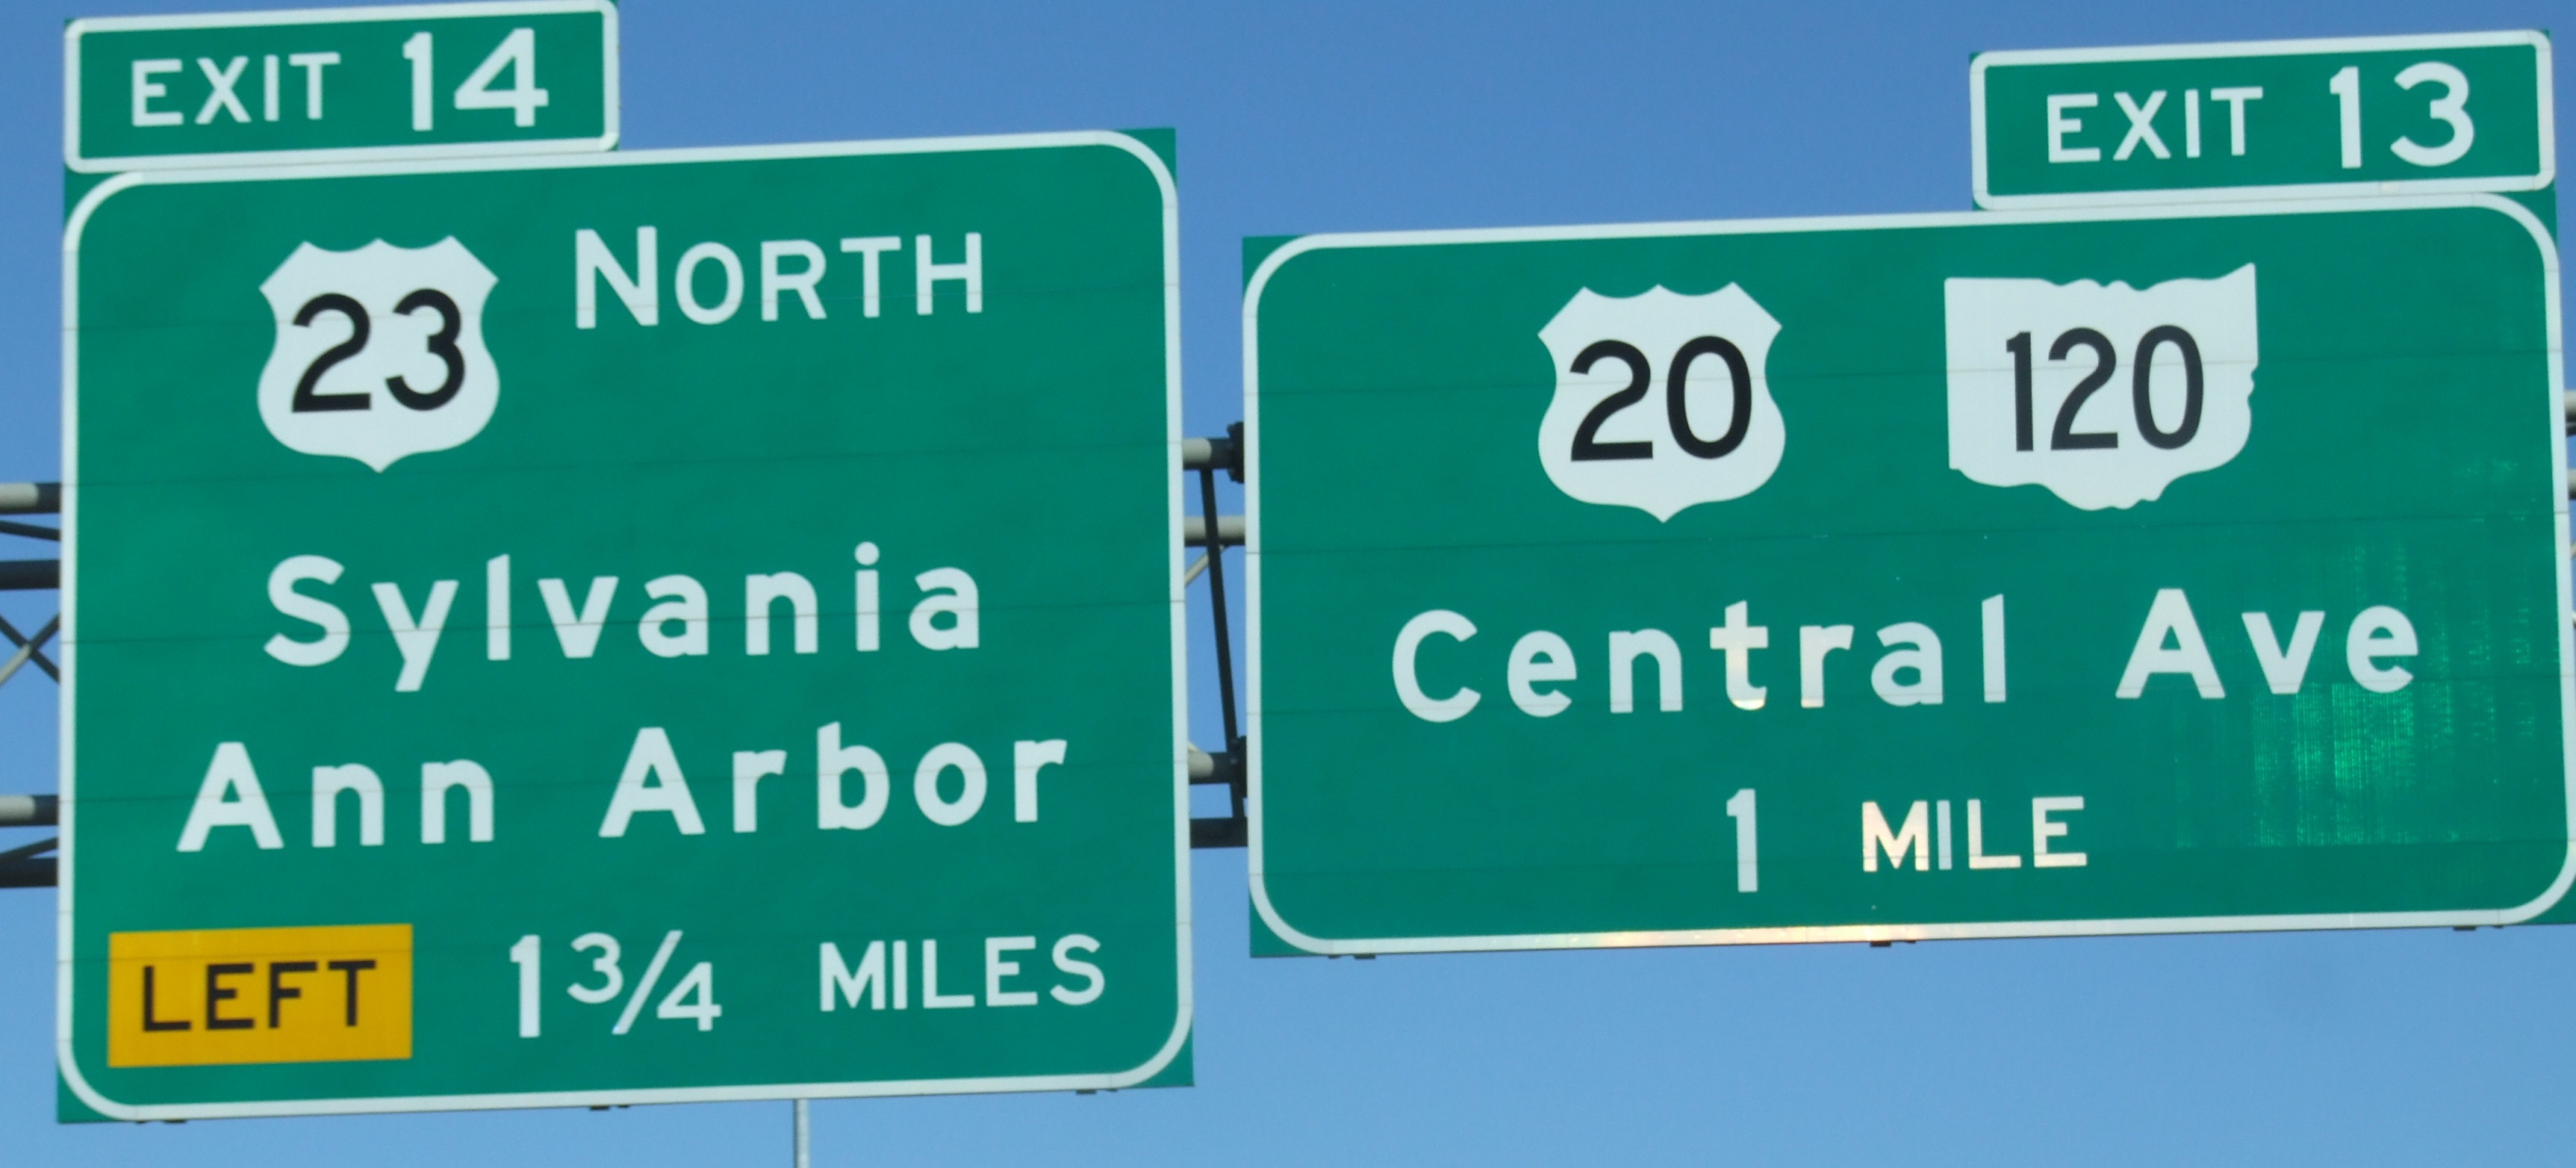 EXIT 14
23 NORTH
Sylvania
Ann Arbor
LEFT 1 3/4 MILES
EXIT 13
20 120
Central Ave
1 MILE